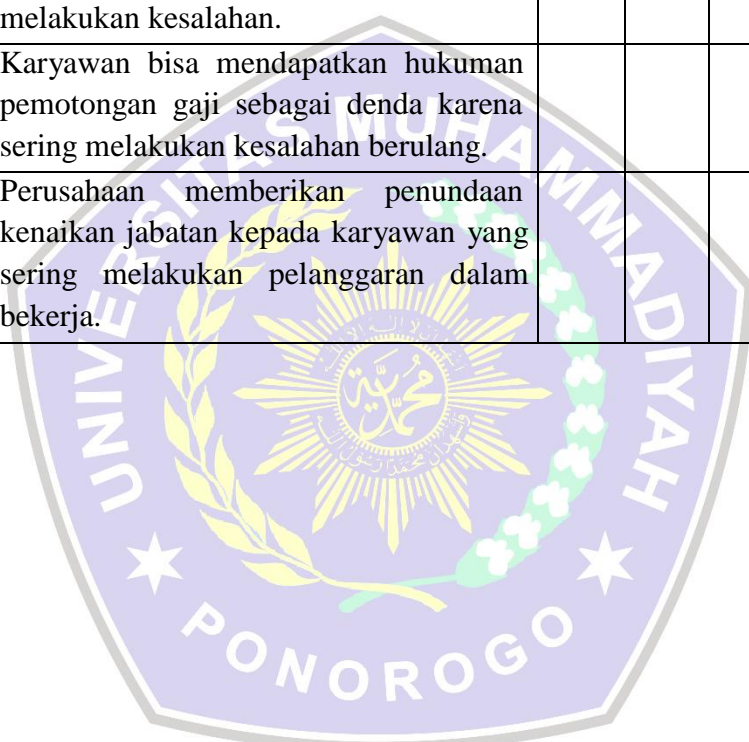 melakukan kesalahan.
Karyawan bisa mendapatkan hukuman
pemotongan gaji sebagai denda karena
sering melakukan kesalahan berulang.
Perusahaan memberikan penundaan
kenaikan jabatan kepada karyawan yang
sering melakukan pelanggaran dalam
bekerja.
UNIVERSITAS MUHAMMADIYAH
محمدية
PONOROGO